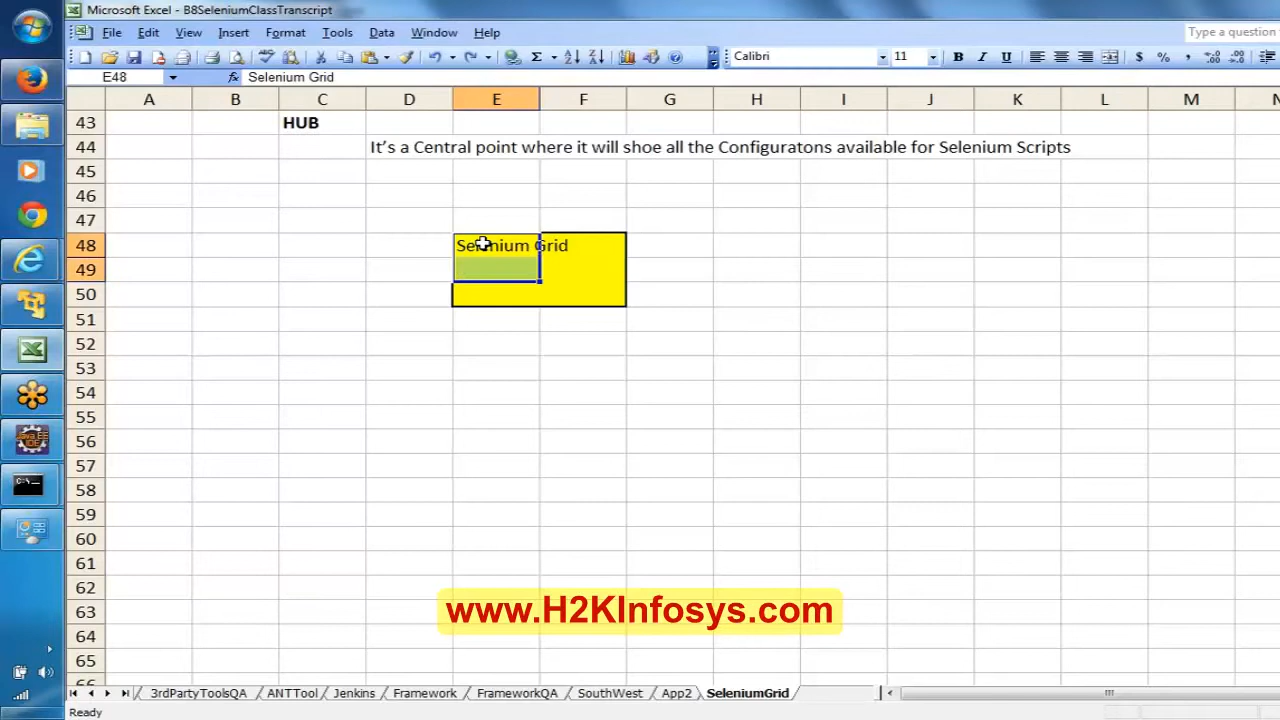 Microsoft Excel - B8SeleniumClassTranscript
File Edit View Insert Format Tools Data Window Help
Type a question
Calibri 11 B I U $ %
E48 fx Selenium Grid
A B C D E F G H I J K L M
43 HUB
44 It's a Central point where it will shoe all the Configuratons available for Selenium Scripts
45
46
47
48 Selenium Grid
49
50
51
52
53
54
55
56
57
58
59
60
61
62
63
64
65
www.H2KInfosys.com
3rdPartyToolsQA ANTTool Jenkins Framework FrameworkQA SouthWest App2 SeleniumGrid
Ready